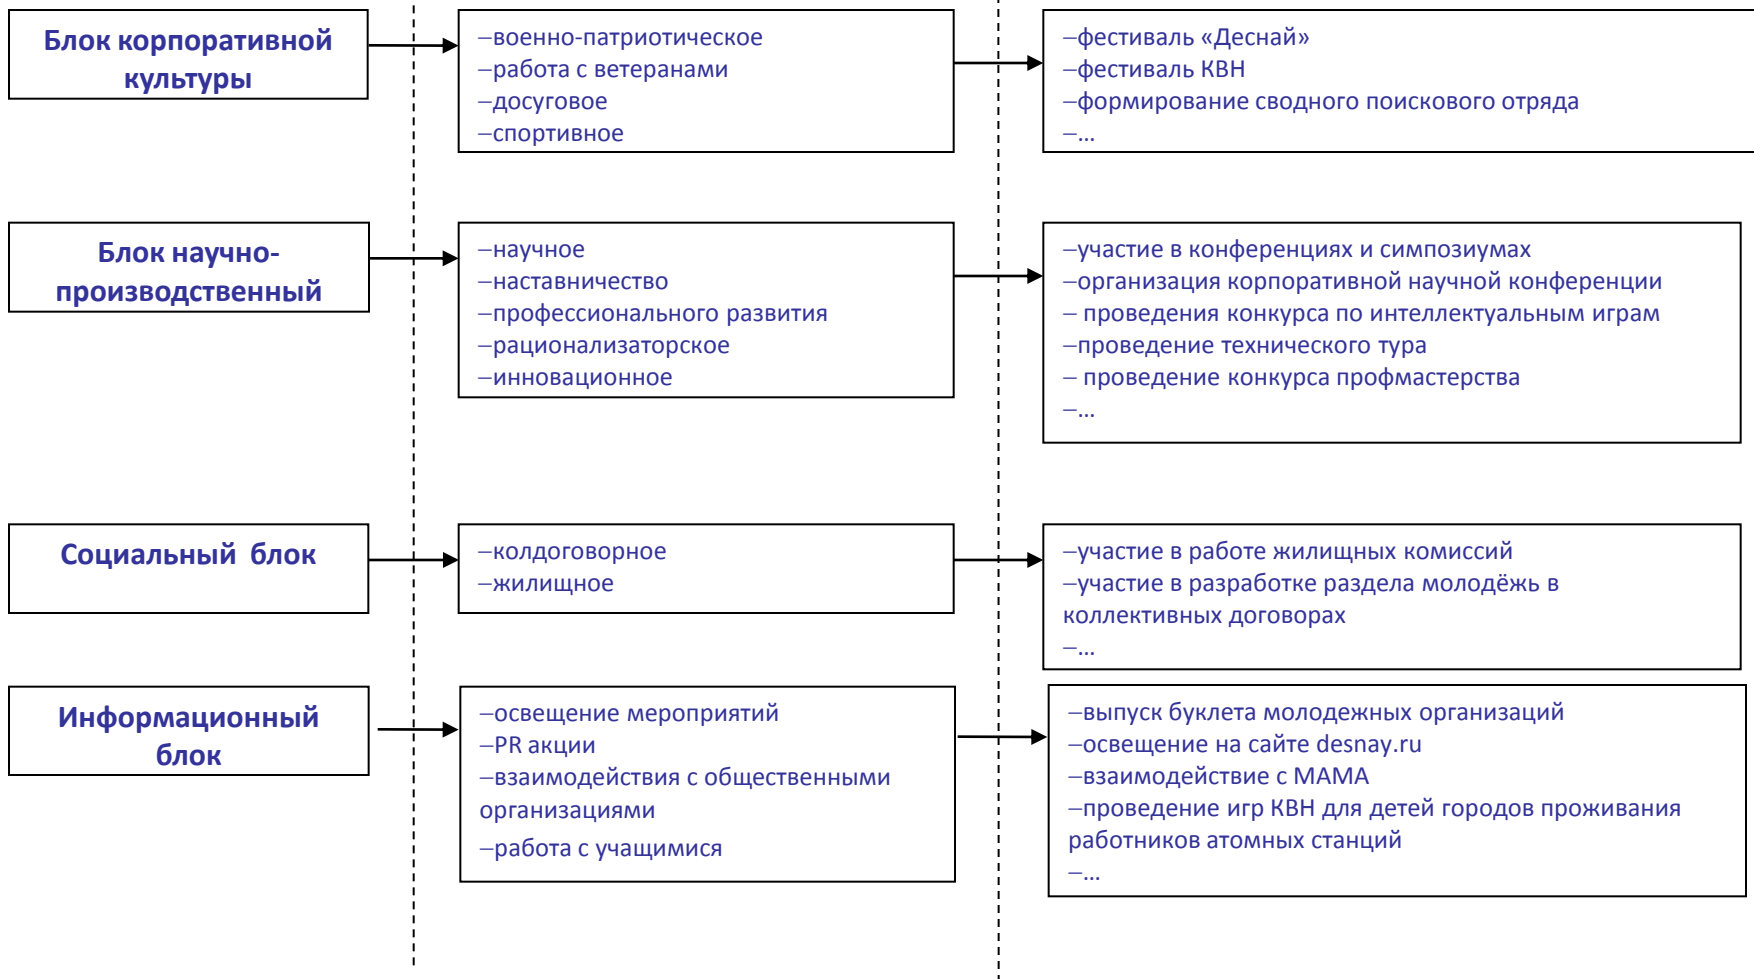 Блок корпоративной
культуры
–военно-патриотическое
–работа с ветеранами
–досуговое
–спортивное
–фестиваль «Деснай»
–фестиваль КВН
–формирование сводного поискового отряда
–…
Блок научно-
производственный
–научное
–наставничество
–профессионального развития
–рационализаторское
–инновационное
–участие в конференциях и симпозиумах
–организация корпоративной научной конференции
– проведения конкурса по интеллектуальным играм
–проведение технического тура
– проведение конкурса профмастерства
–…
Социальный блок
–колдоговорное
–жилищное
–участие в работе жилищных комиссий
–участие в разработке раздела молодёжь в
коллективных договорах
–…
Информационный
блок
–освещение мероприятий
–PR акции
–взаимодействия с общественными
организациями
–работа с учащимися
–выпуск буклета молодежных организаций
–освещение на сайте desnay.ru
–взаимодействие с МАМА
–проведение игр КВН для детей городов проживания
работников атомных станций
–…